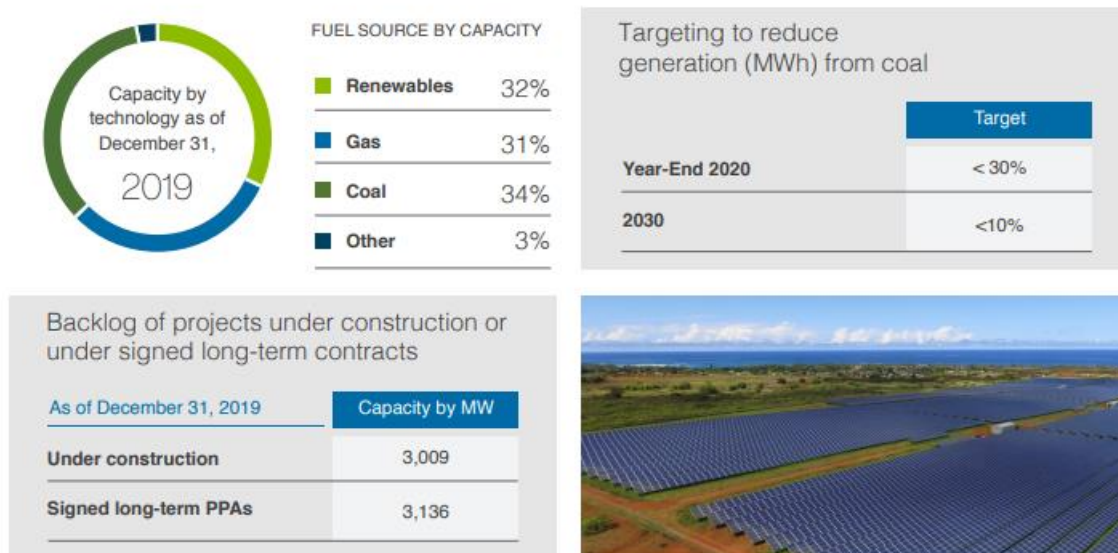 Capacity by
technology as of
December 31,
2019
FUEL SOURCE BY CAPACITY
Renewables 32%
Gas 31%
Coal 34%
Other 3%
Targeting to reduce
generation (MWh) from coal
Target
Year-End 2020 < 30%
2030 <10%
Backlog of projects under construction or
under signed long-term contracts
As of December 31, 2019 Capacity by MW
Under construction 3,009
Signed long-term PPAs 3,136